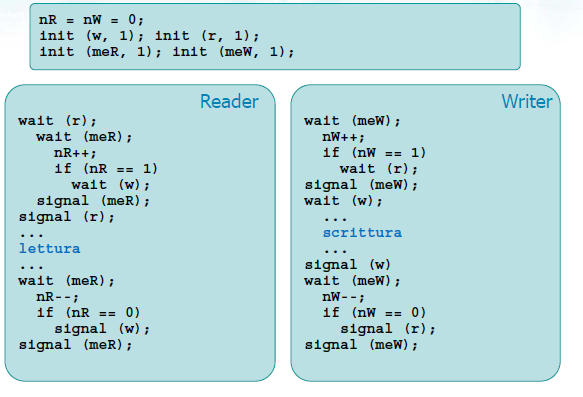 nR = nW = 0;
init (w, 1); init (r, 1);
init (meR, 1); init (meW, 1);
Reader
wait (r);
wait (meR);
nR++;
if (nR == 1)
wait (w);
signal (meR);
signal (r);
...
lettura
...
wait (meR);
nR--;
if (nR == 0)
signal (w);
signal (meR);
Writer
wait (meW);
nW++;
if (nW == 1)
wait (r);
signal (meW);
wait (w);
...
scrittura
...
signal (w)
wait (meW);
nW--;
if (nW == 0)
signal (r);
signal (meW);